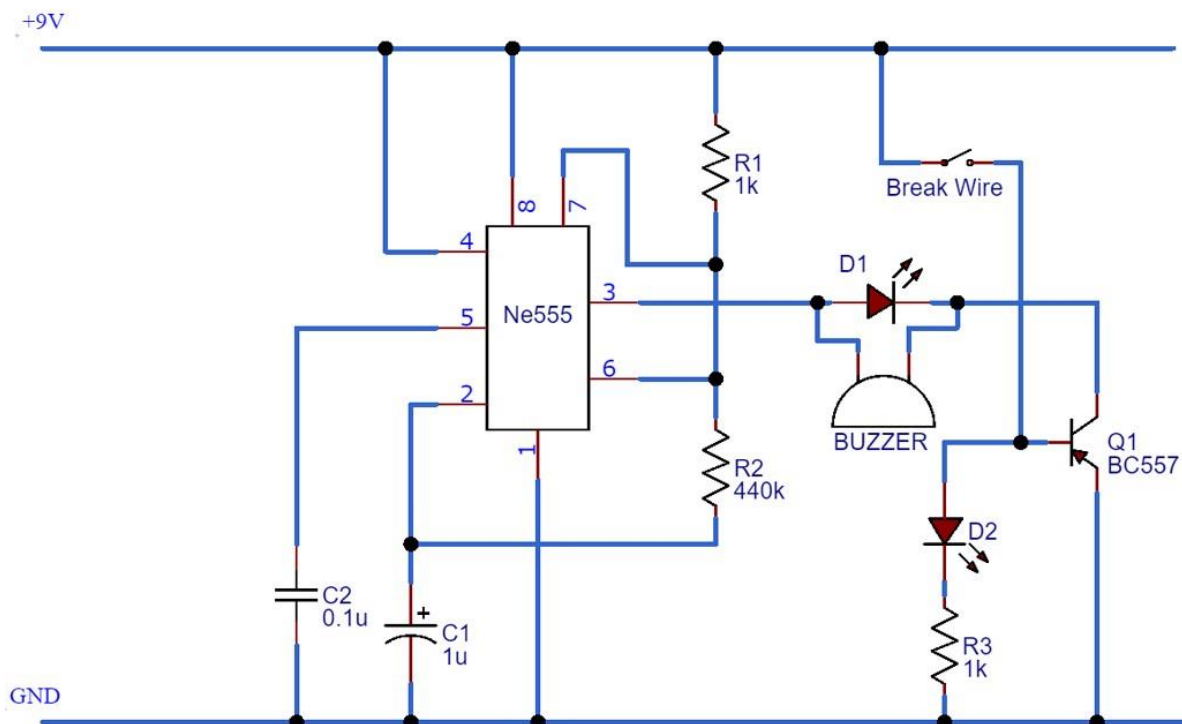 +9V
R1
1k
Break Wire
8
7
4
D1
3
Ne555
5
6
2
BUZZER
1
Q1
BC557
R2
440k
D2
C2
0.1u
+
C1
1u
R3
1k
GND